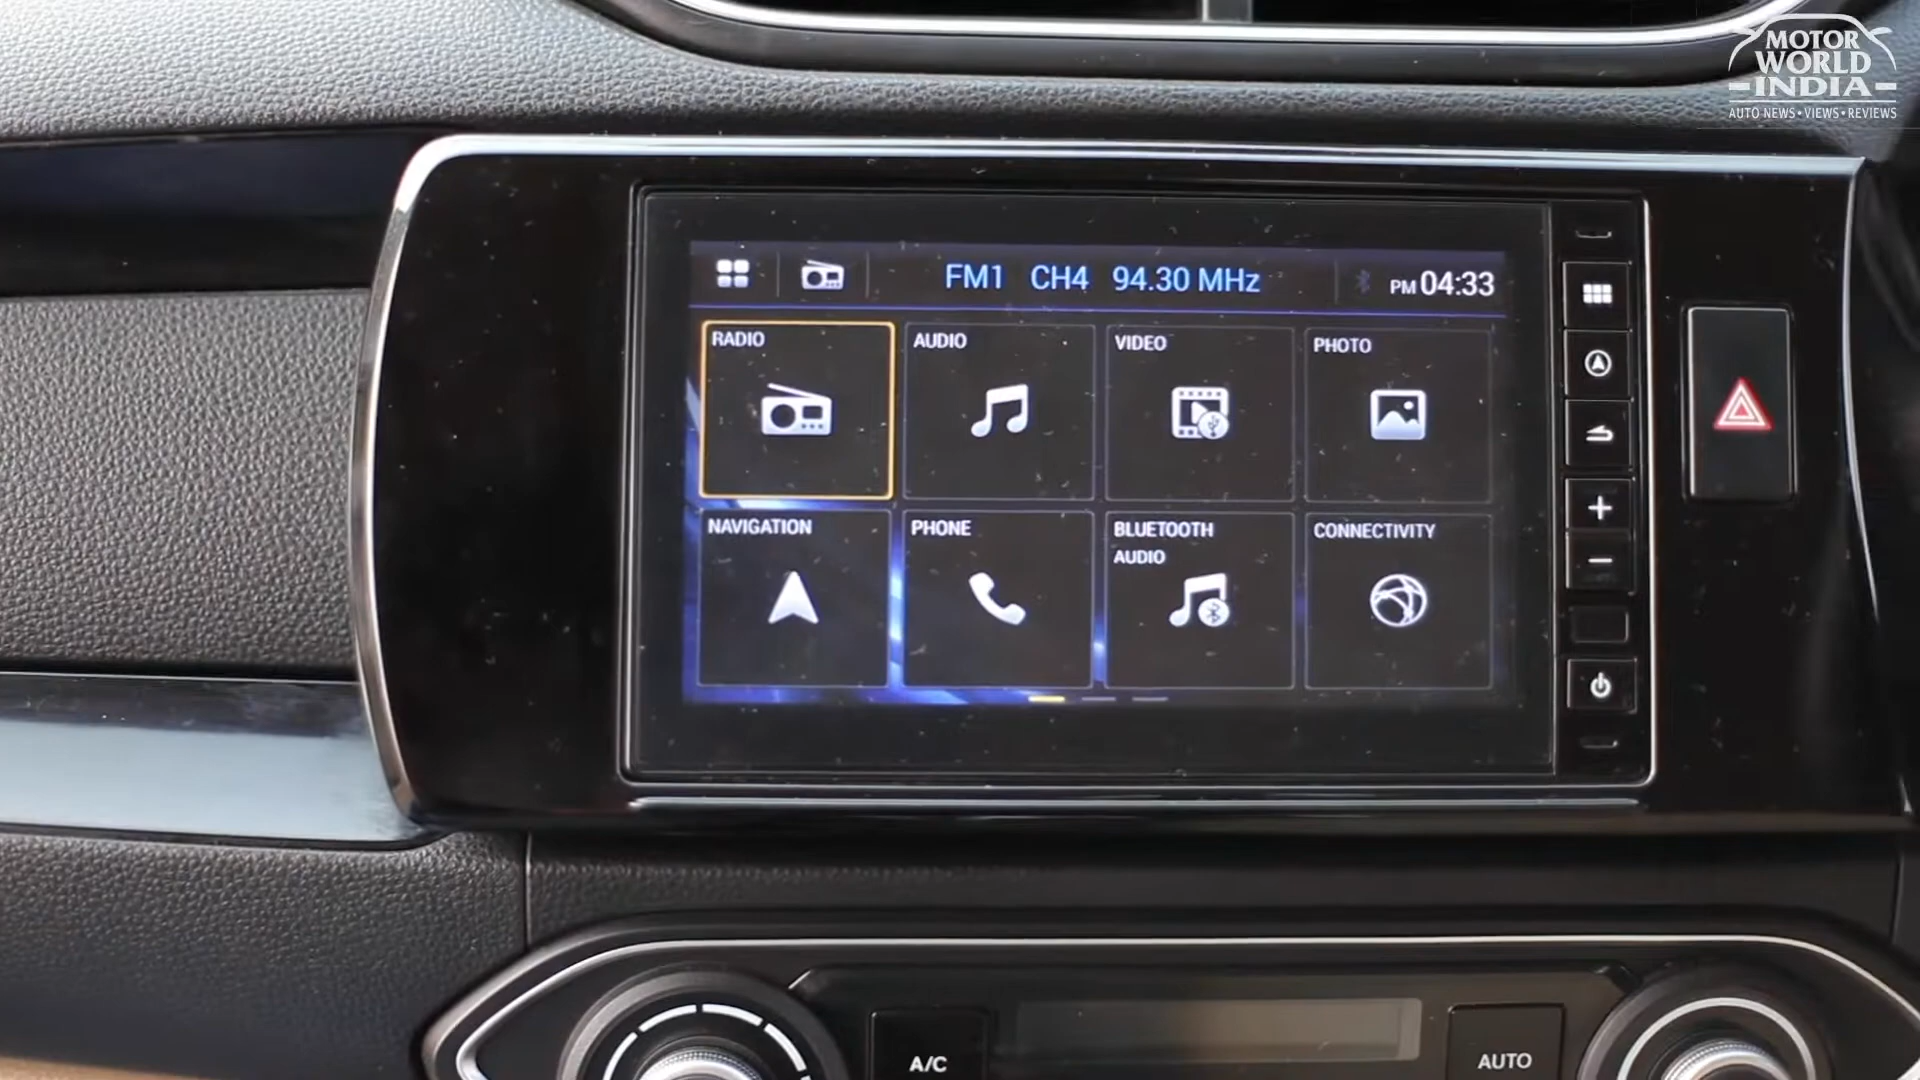 MOTOR
WORLD
INDIA
AUTO NEWS•VIEWS•REVIEWS
FM1 CH4 94.30 MHz
PM 04:33
RADIO
AUDIO
VIDEO
PHOTO
NAVIGATION
PHONE
BLUETOOTH
AUDIO
CONNECTIVITY
A/C
AUTO